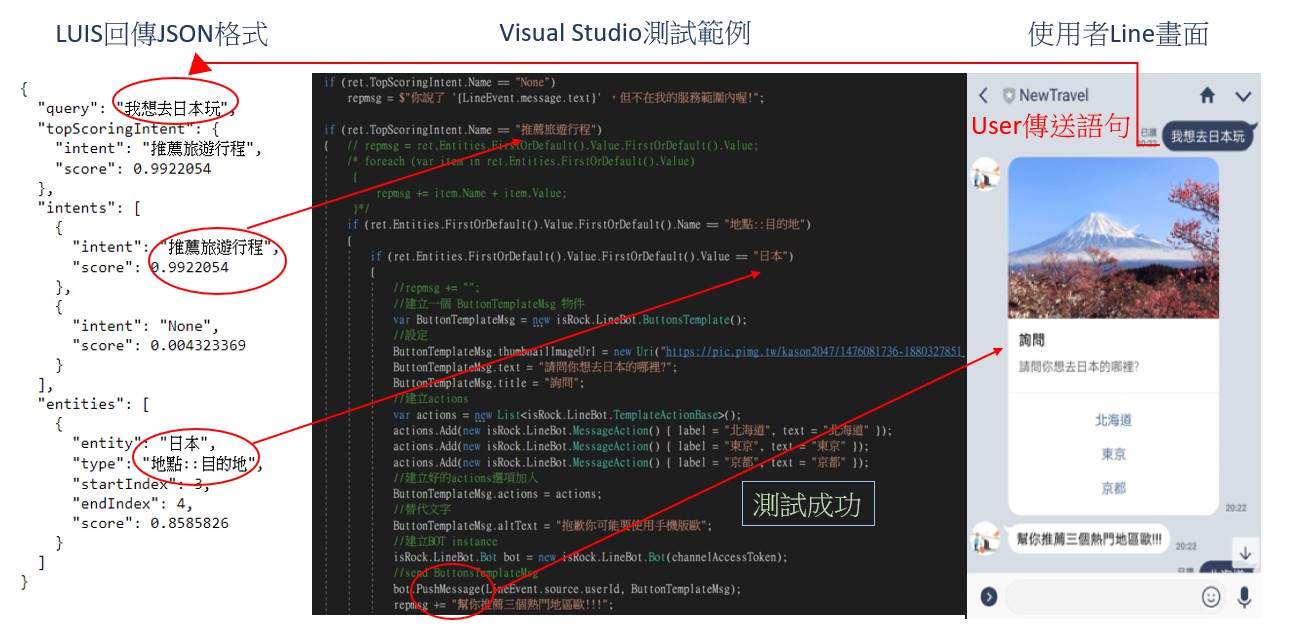 LUIS回傳JSON格式
Visual Studio測試範例
使用者Line畫面
{
"query": "我想去日本玩",
"topScoringIntent": {
"intent": "推薦旅遊行程",
"score": 0.9922054
},
"intents": [
{
"intent": "推薦旅遊行程",
"score": 0.9922054
},
{
"intent": "None",
"score": 0.004323369
}
],
"entities": [
{
"entity": "日本",
"type": "地點::目的地",
"startIndex": 3,
"endIndex": 4,
"score": 0.8585826
}
]
}
if (ret.TopScoringIntent.Name == "None")
repmsg = $"你說了 '{LineEvent.message.text}' ，但不在我的服務範圍內喔!";
if (ret.TopScoringIntent.Name == "推薦旅遊行程")
{ // repmsg = ret.Entities.FirstOrDefault().Value.FirstOrDefault().Value;
/* foreach (var item in ret.Entities.FirstOrDefault().Value)
{
repmsg += item.Name + item.Value;
}*/
if (ret.Entities.FirstOrDefault().Value.FirstOrDefault().Name == "地點::目的地")
{
if (ret.Entities.FirstOrDefault().Value.FirstOrDefault().Value == "日本")
{
//repmsg += "";
//建立一個 ButtonTemplateMsg 物件
var ButtonTemplateMsg = new isRock.LineBot.ButtonsTemplate();
//設定
ButtonTemplateMsg.thumbnailImageUrl = new Uri("https://pic.pimg.tw/kason2047/1476081736-1880327851_
ButtonTemplateMsg.text = "請問你想去日本的哪裡?";
ButtonTemplateMsg.title = "詢問";
//建立actions
var actions = new List<isRock.LineBot.TemplateActionBase>();
actions.Add(new isRock.LineBot.MessageAction() { label = "北海道", text = "北海道" });
actions.Add(new isRock.LineBot.MessageAction() { label = "東京", text = "東京" });
actions.Add(new isRock.LineBot.MessageAction() { label = "京都", text = "京都" });
//建立好的actions選項加入
ButtonTemplateMsg.actions = actions;
//替代文字
ButtonTemplateMsg.altText = "抱歉你可能要使用手機版歐";
//建立BOT instance
isRock.LineBot.Bot bot = new isRock.LineBot.Bot(channelAccessToken);
//send ButtonsTemplateMsg
bot.PushMessage(LineEvent.source.userId, ButtonTemplateMsg);
repmsg += "幫你推薦三個熱門地區歐!!!";
測試成功
NewTravel
User傳送語句
已讀
20:22
我想去日本玩
詢問
請問你想去日本的哪裡?
北海道
東京
京都
20:22
幫你推薦三個熱門地區歐!!!
20:22
已讀
北海道